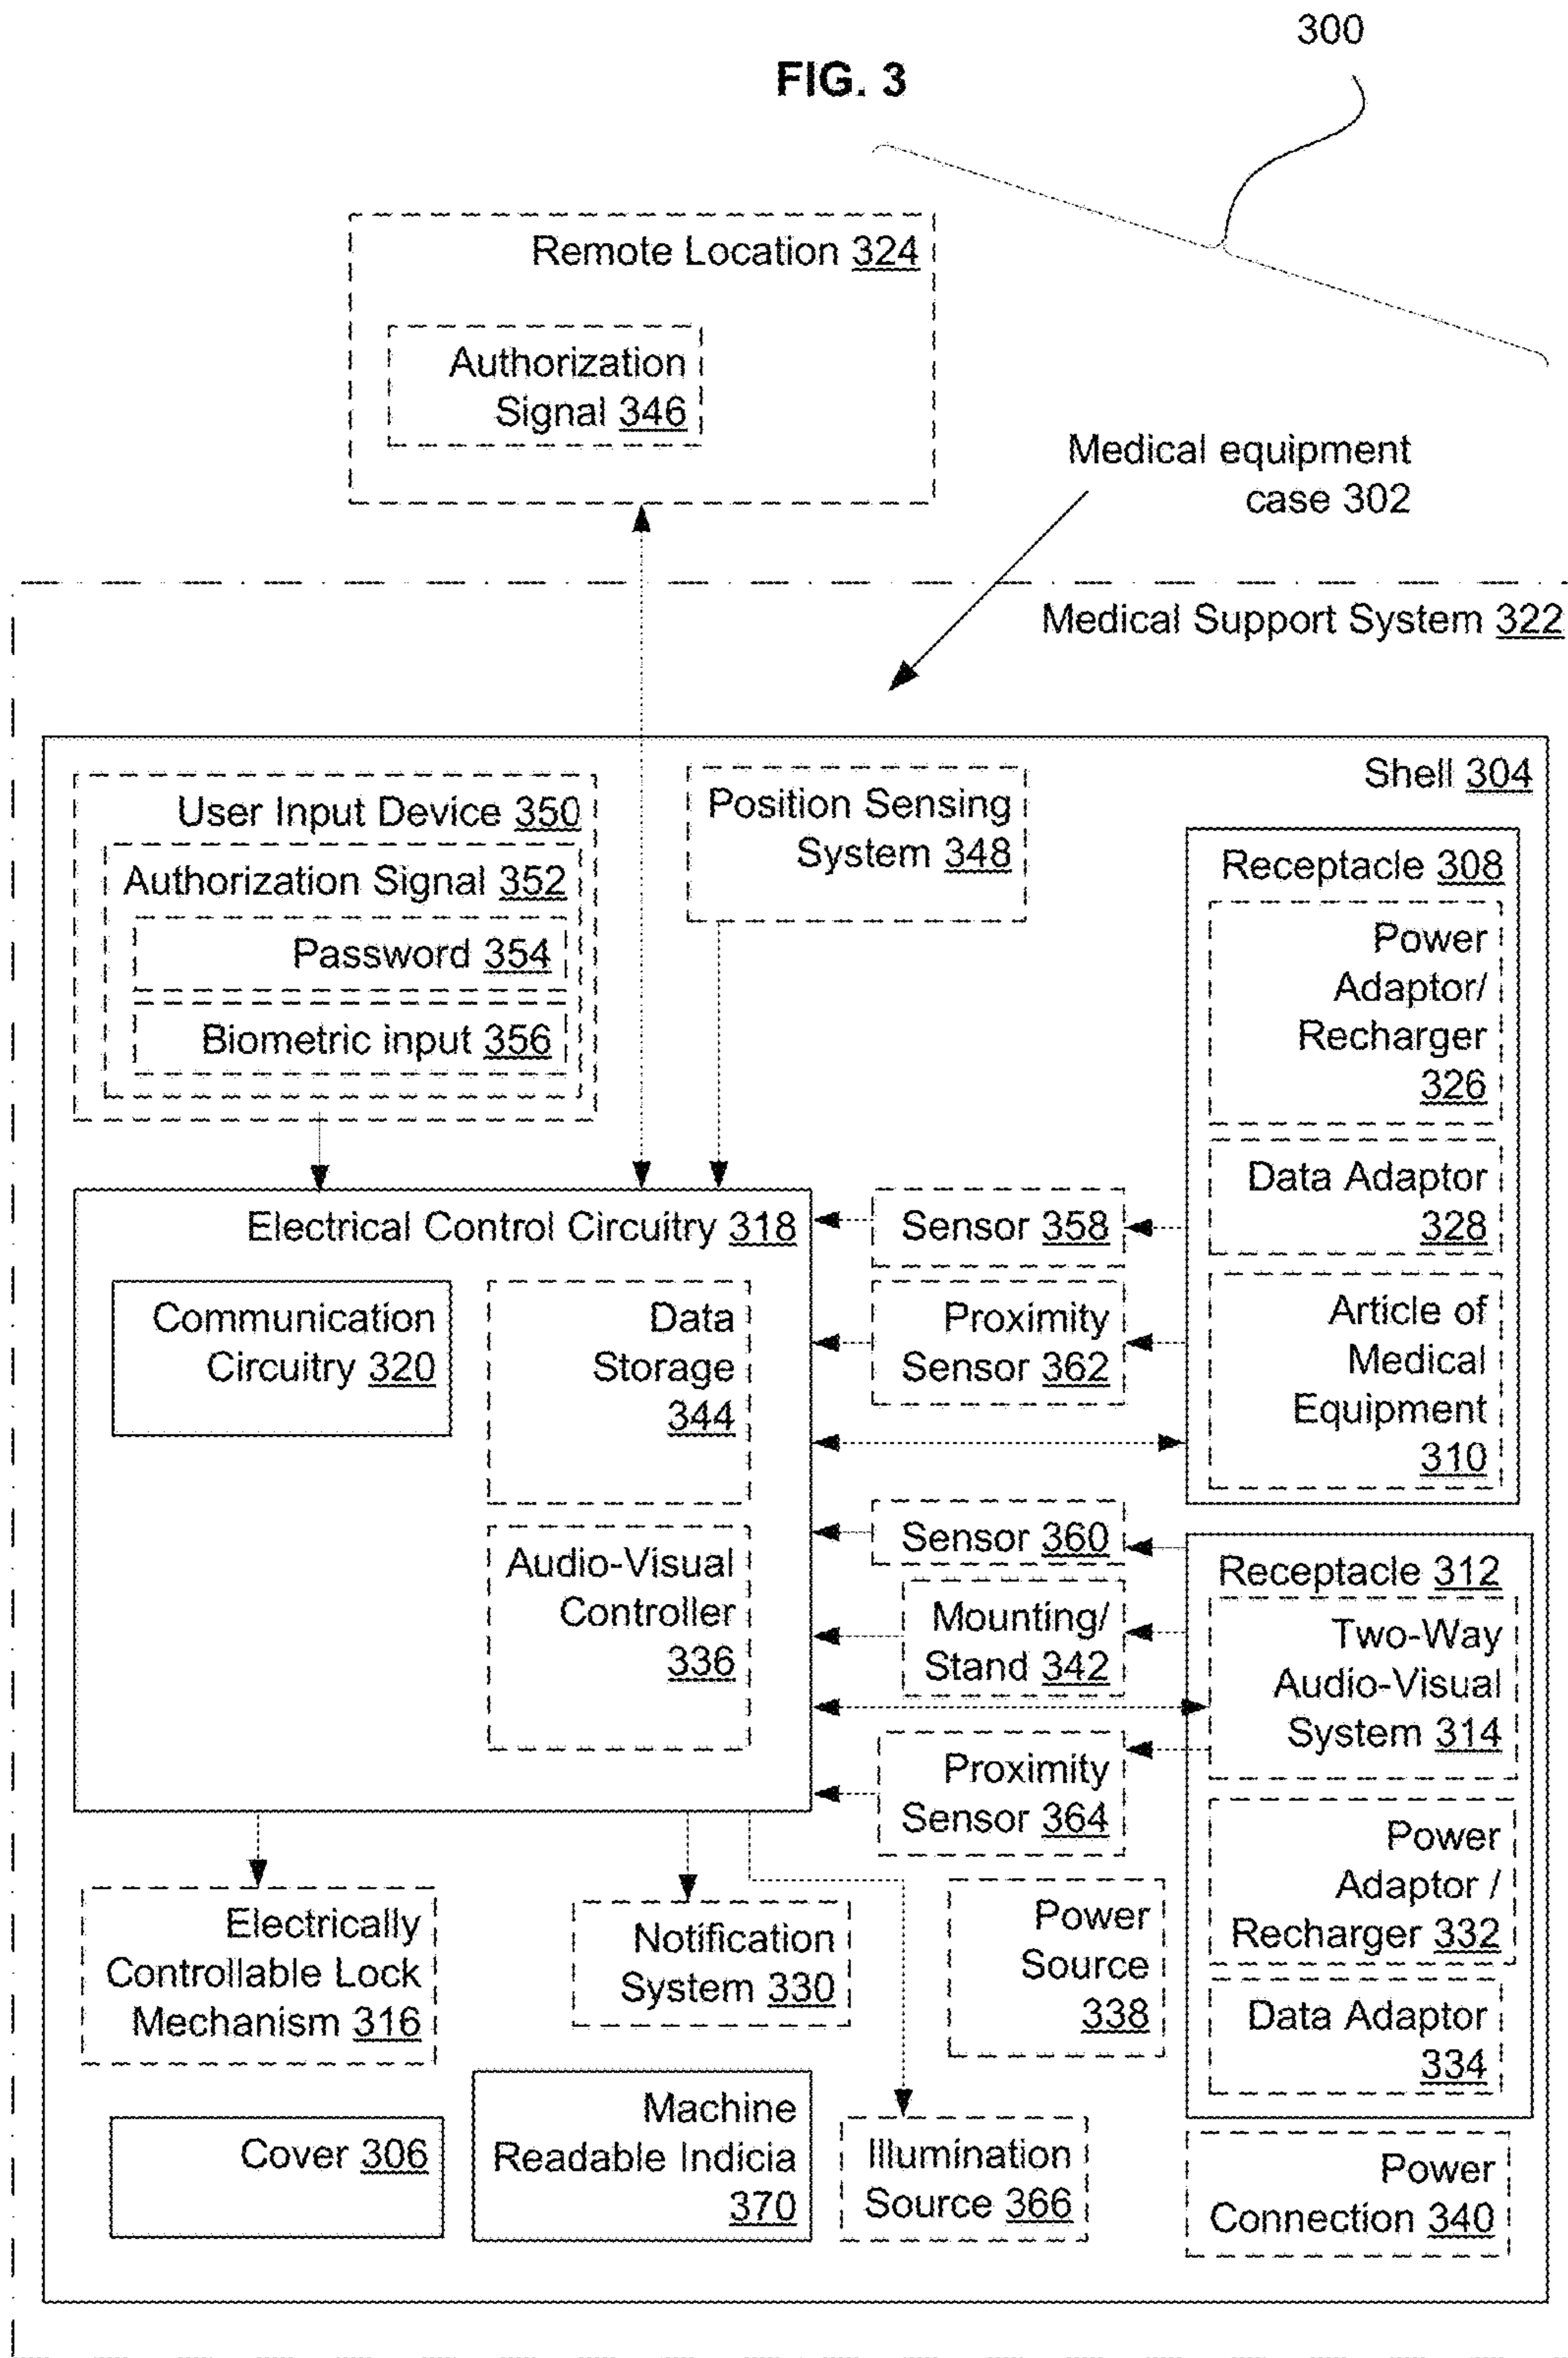 300
FIG. 3
Remote Location 324
Authorization
Signal 346
Medical equipment
case 302
Medical Support System 322
Shell 304
User Input Device 350
Authorization Signal 352
Password 354
Biometric input 356
Position Sensing
System 348
Receptacle 308
Power
Adaptor/
Recharger
326
Data Adaptor
328
Article of
Medical
Equipment
310
Electrical Control Circuitry 318
Communication
Circuitry 320
Data
Storage
344
Audio-Visual
Controller
336
Sensor 358
Proximity
Sensor 362
Sensor 360
Mounting/
Stand 342
Proximity
Sensor 364
Receptacle 312
Two-Way
Audio-Visual
System 314
Power
Adaptor /
Recharger 332
Data Adaptor
334
Electrically
Controllable Lock
Mechanism 316
Notification
System 330
Power
Source
338
Cover 306
Machine
Readable Indicia
370
Illumination
Source 366
Power
Connection 340